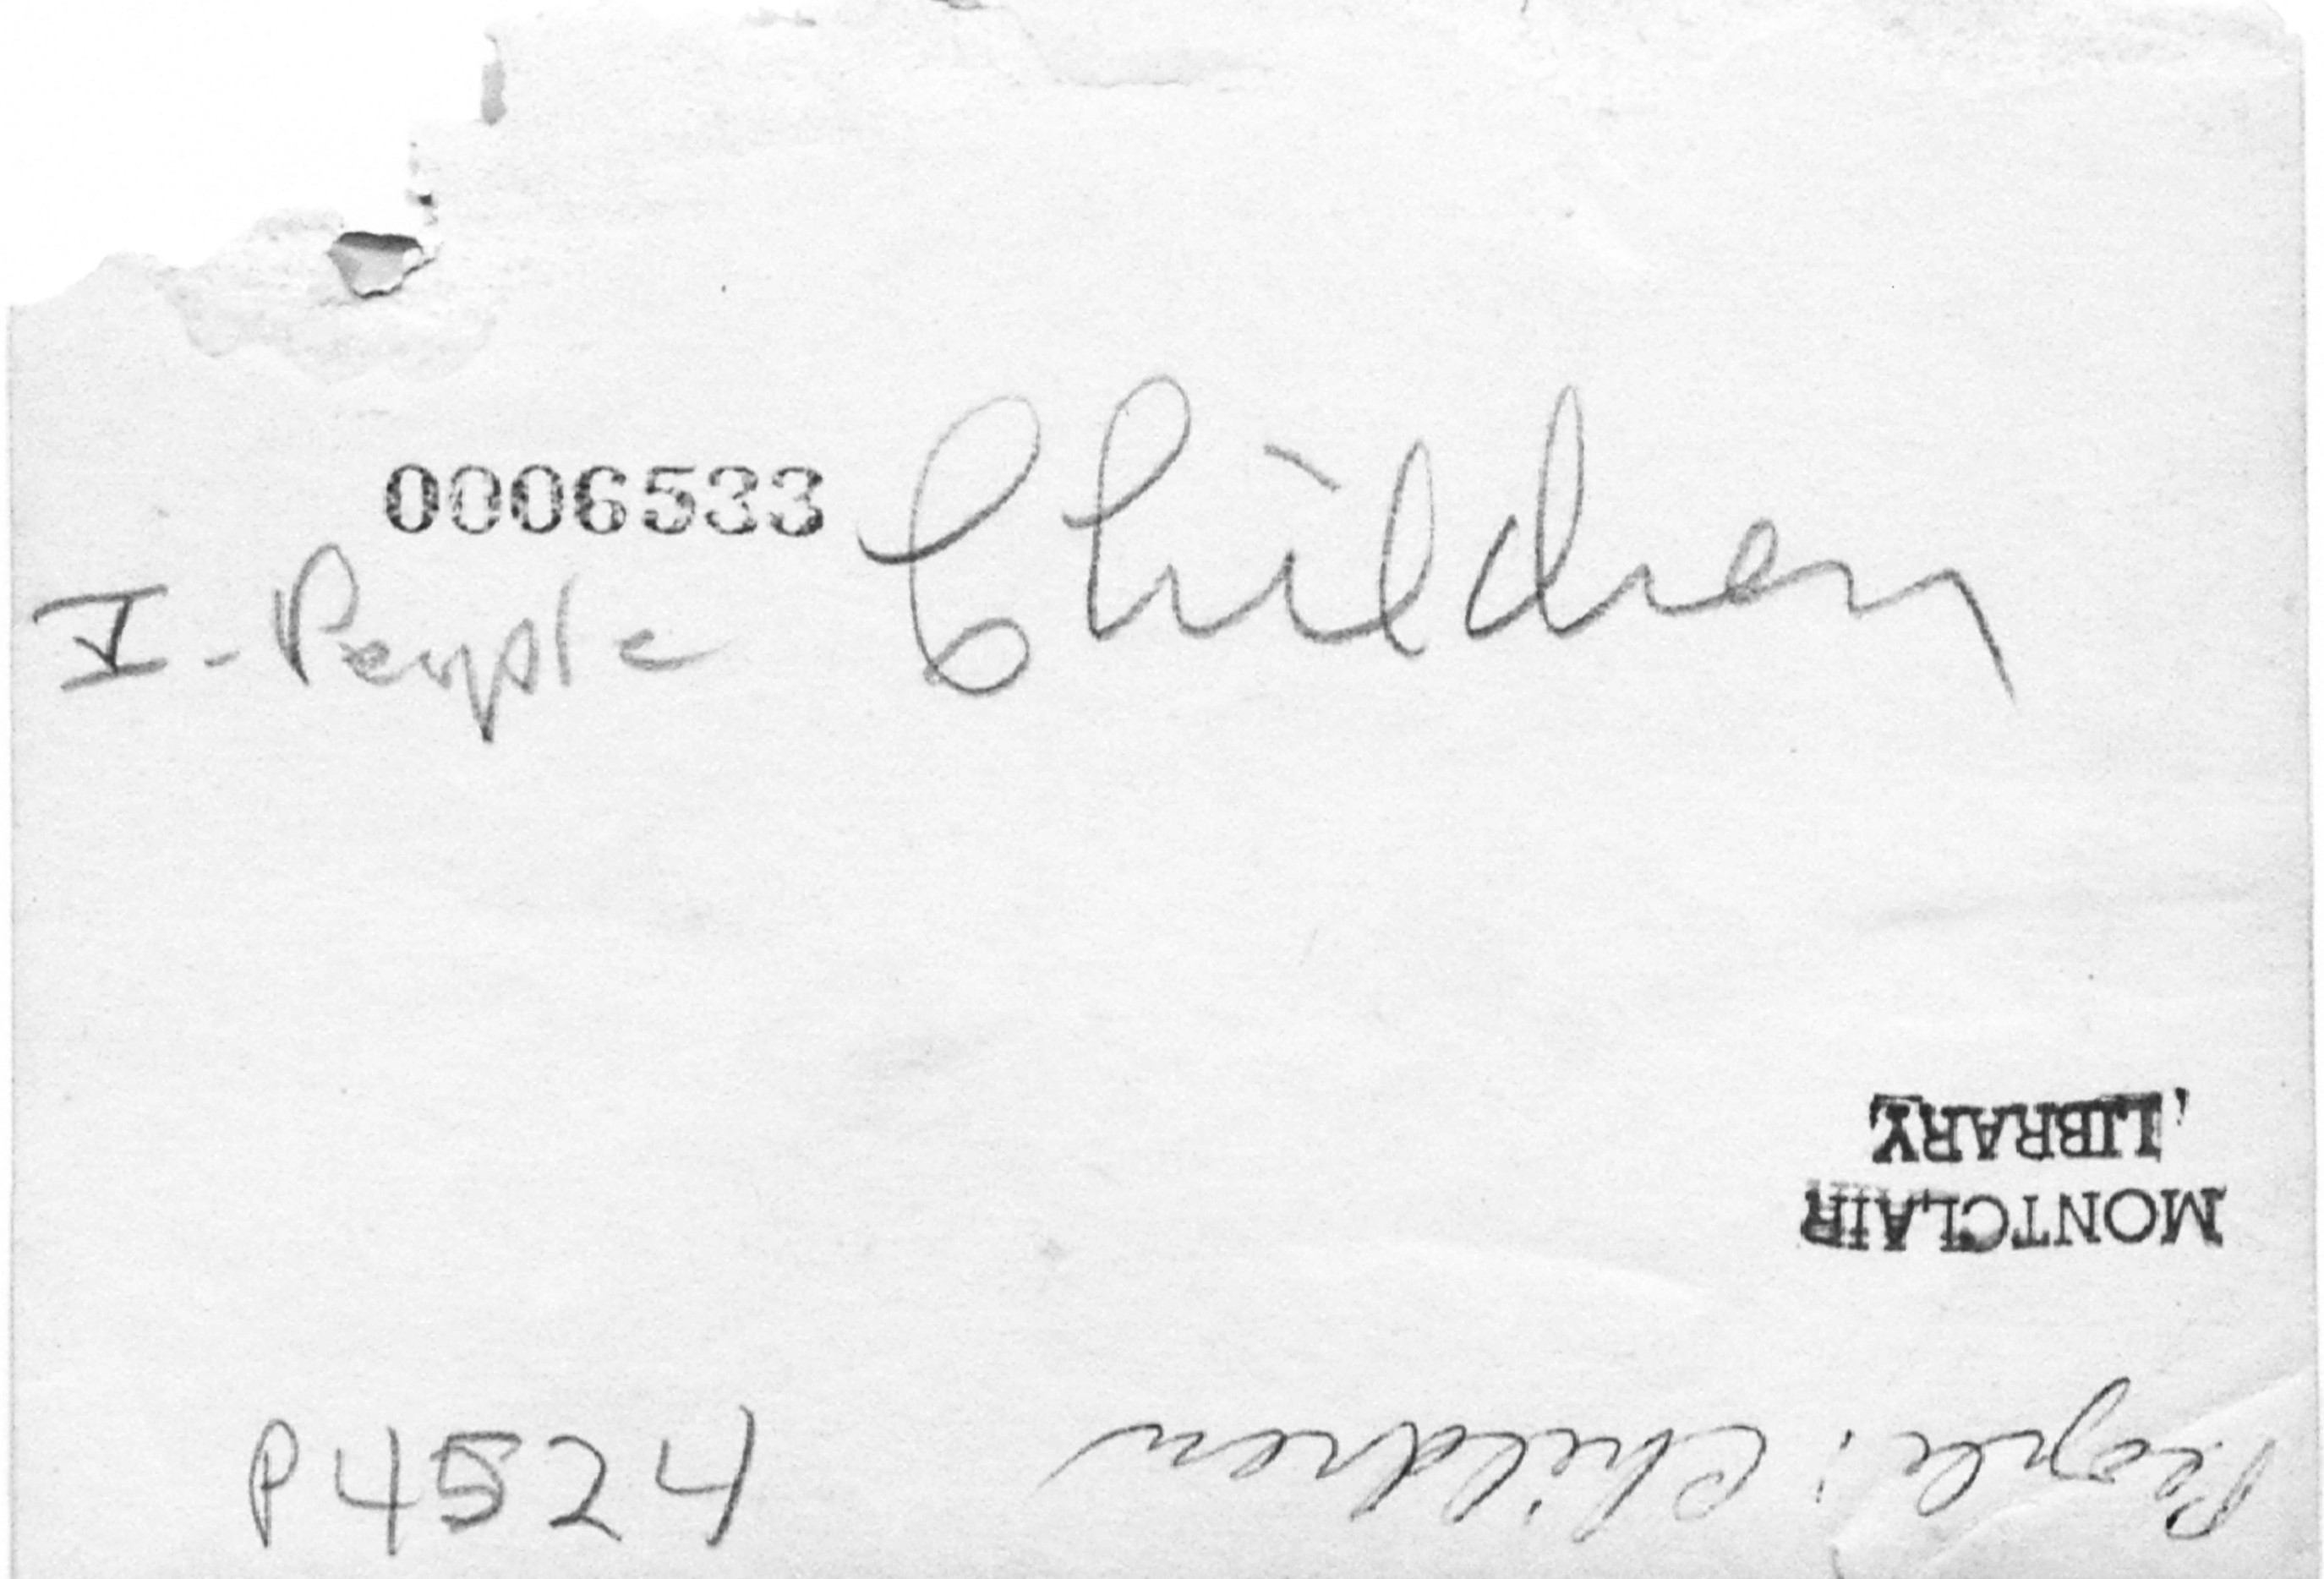 0006533
Children
I - People
MONTCLAIR
LIBRARY
P4524
People: Children